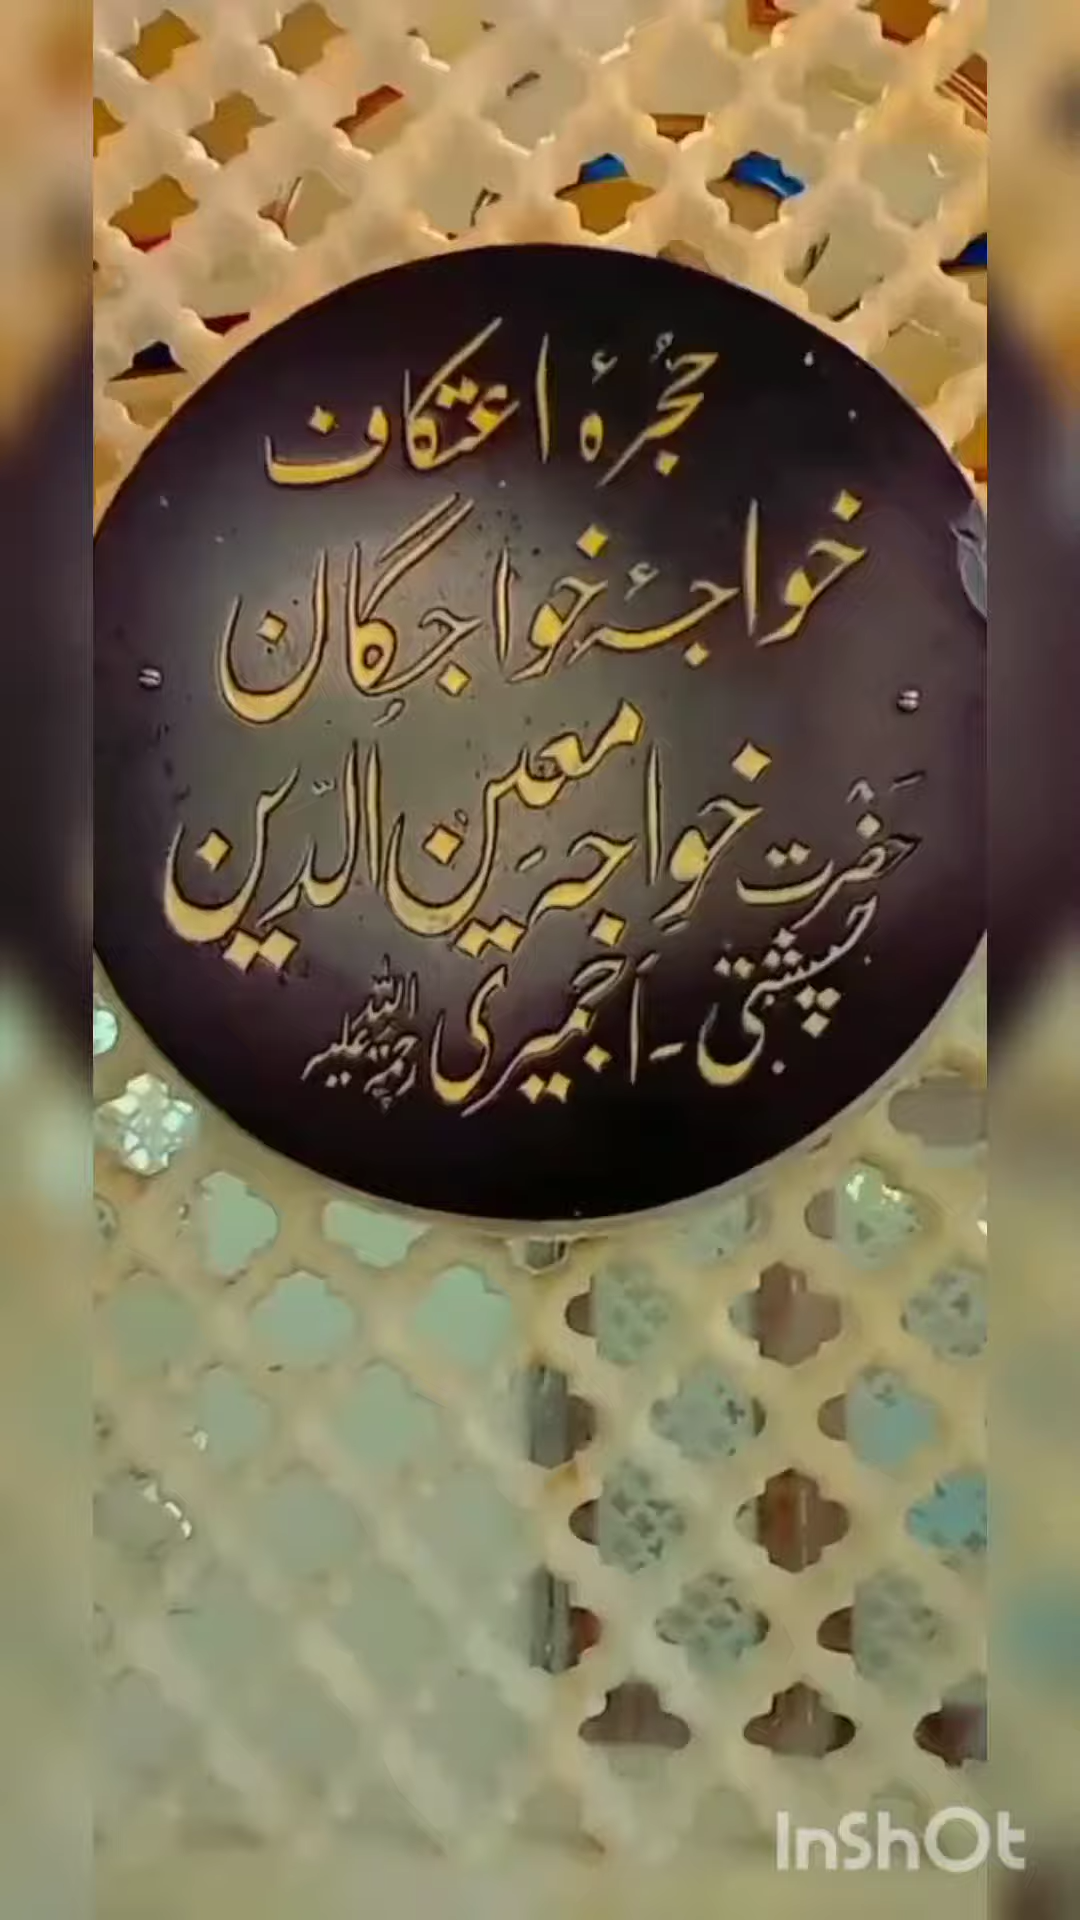 حجرۂ اعتکاف
خواجۂ خواجگان
حضرت خواجہ معین الدین
چشتی ۔ اجمیری رحمۃ اللہ علیہ
InShOt